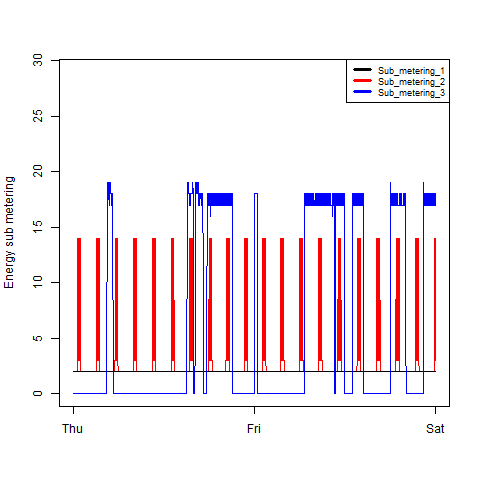 30
25
20
15
10
5
0
Energy sub metering
Sub_metering_1
Sub_metering_2
Sub_metering_3
Thu
Fri
Sat